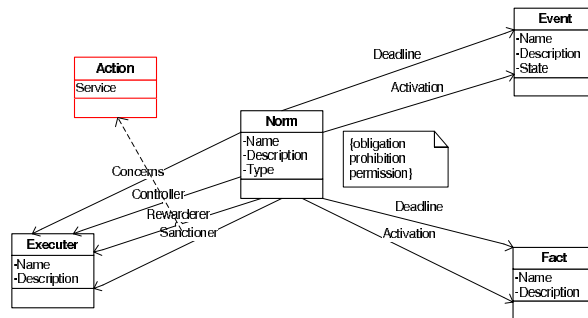 Event
-Name
-Description
-State
Deadline
Action
Service
Activation
Norm
-Name
-Description
-Type
{obligation
prohibition
permission}
Concerns
Controller
Rewarderer
Sanctioner
Deadline
Activation
Executer
-Name
-Description
Fact
-Name
-Description